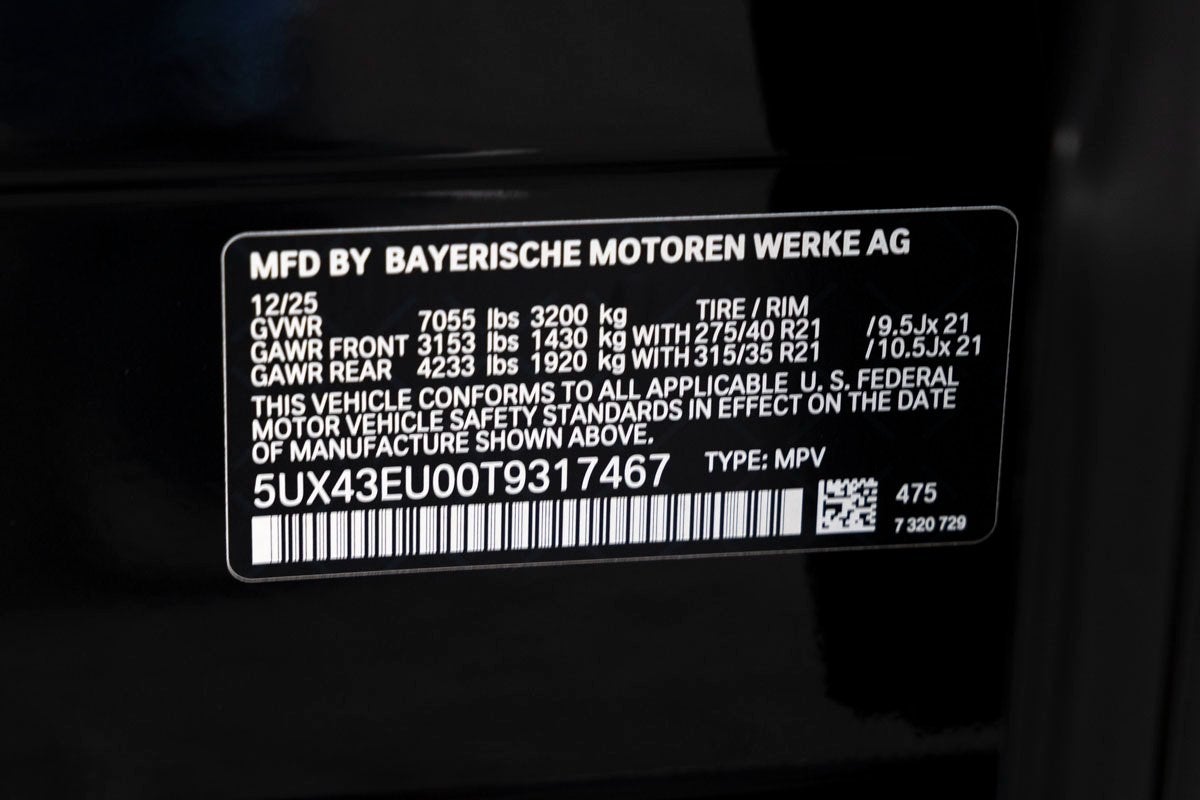 MFD BY BAYERISCHE MOTOREN WERKE AG
12/25
TIRE / RIM
GVWR 7055 lbs 3200 kg
GAWR FRONT 3153 lbs 1430 kg WITH 275/40 R21 /9.5Jx 21
GAWR REAR 4233 lbs 1920 kg WITH 315/35 R21 /10.5Jx 21
THIS VEHICLE CONFORMS TO ALL APPLICABLE U. S. FEDERAL
MOTOR VEHICLE SAFETY STANDARDS IN EFFECT ON THE DATE
OF MANUFACTURE SHOWN ABOVE.
5UX43EU00T9317467 TYPE: MPV
475
7 320 729